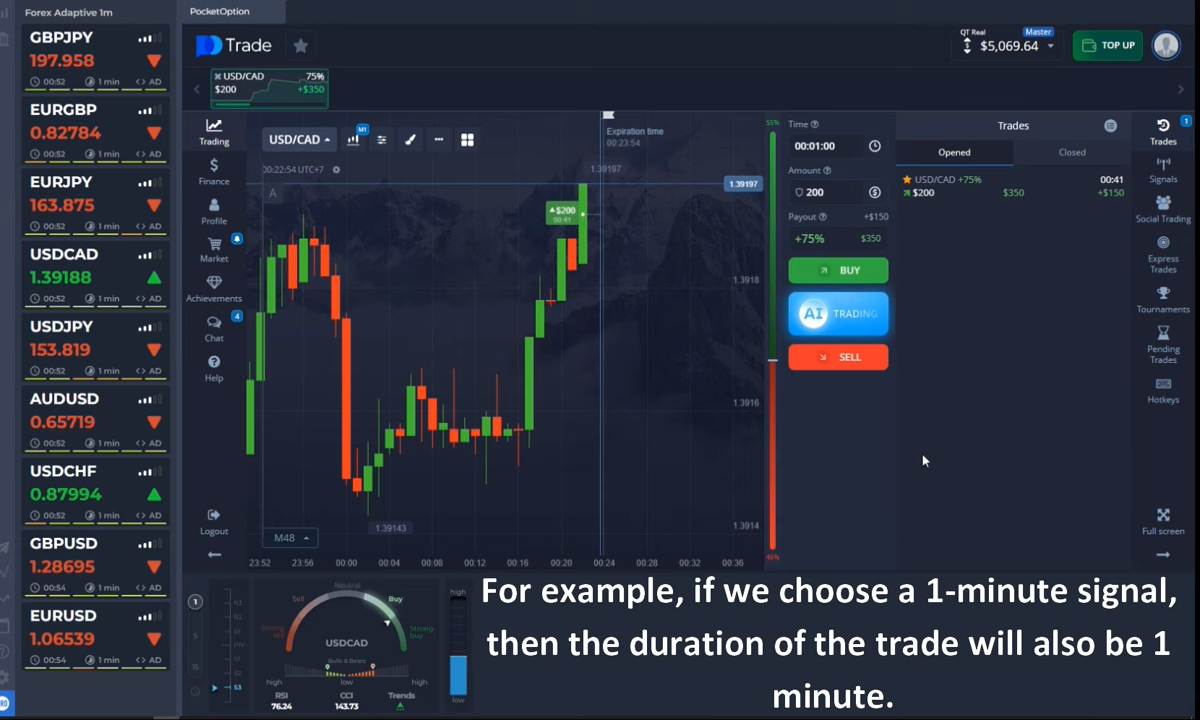 Forex Adaptive 1m
GBPJPY
197.958
00:52 1 min AD
EURGBP
0.82784
00:52 1 min AD
EURJPY
163.875
00:52 1 min AD
USDCAD
1.39188
00:52 1 min AD
USDJPY
153.819
00:52 1 min AD
AUDUSD
0.65719
00:52 1 min AD
USDCHF
0.87994
00:52 1 min AD
GBPUSD
1.28695
00:54 1 min AD
EURUSD
1.06539
00:54 1 min AD
PocketOption
Trade
QT Real
Master
$5,069.64
TOP UP
USD/CAD 75%
$200 +$350
Trading
Finance
Profile
Market
Achievements
4
Chat
Help
Logout
USD/CAD
M1
00:22:54 UTC+7
A
Expiration time
00:23:54
1.39197
1.39197
$200
00:41
1.3918
1.3916
1.3914
1.39143
M48
23:52 23:56 00:00 00:04 00:08 00:12 00:16 00:20 00:24 00:28 00:32 00:36
55%
Time
00:01:00
Amount
200
Payout +$150
+75% $350
BUY
AI TRADING
SELL
Trades
Opened Closed
USD/CAD +75% 00:41
$200 $350 +$150
1
Trades
Signals
Social Trading
Express
Trades
Tournaments
Pending
Trades
Hotkeys
Full screen
1
5
15
S3
Neutral
Sell
Buy
Strong
sell
Strong
buy
USDCAD
Bulls & Bears
high low high
RSI CCI Trends
76.24 143.73
high
low
For example, if we choose a 1-minute signal,
then the duration of the trade will also be 1
minute.